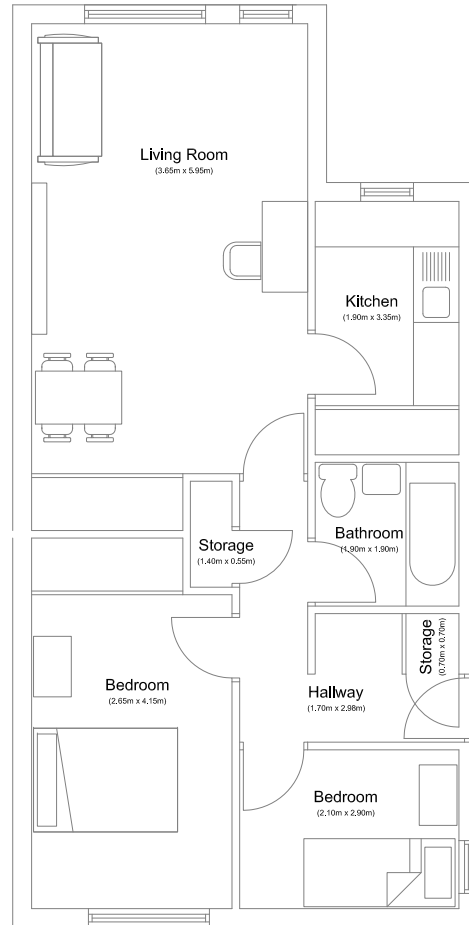 Living Room
(3.65m x 5.95m)
Kitchen
(1.90m x 3.35m)
Bathroom
(1.90m x 1.90m)
Storage
(1.40m x 0.55m)
Storage
(0.70m x 0.70m)
Bedroom
(2.65m x 4.15m)
Hallway
(1.70m x 2.98m)
Bedroom
(2.10m x 2.90m)